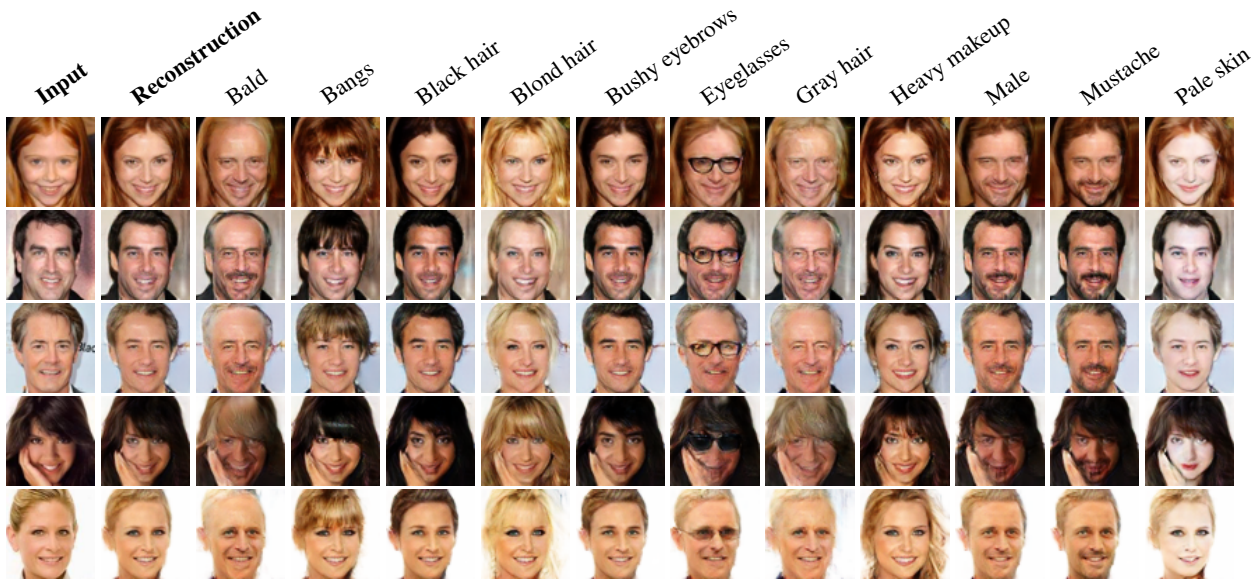 Input
Reconstruction
Bald
Bangs
Black hair
Blond hair
Bushy eyebrows
Eyeglasses
Gray hair
Heavy makeup
Male
Mustache
Pale skin